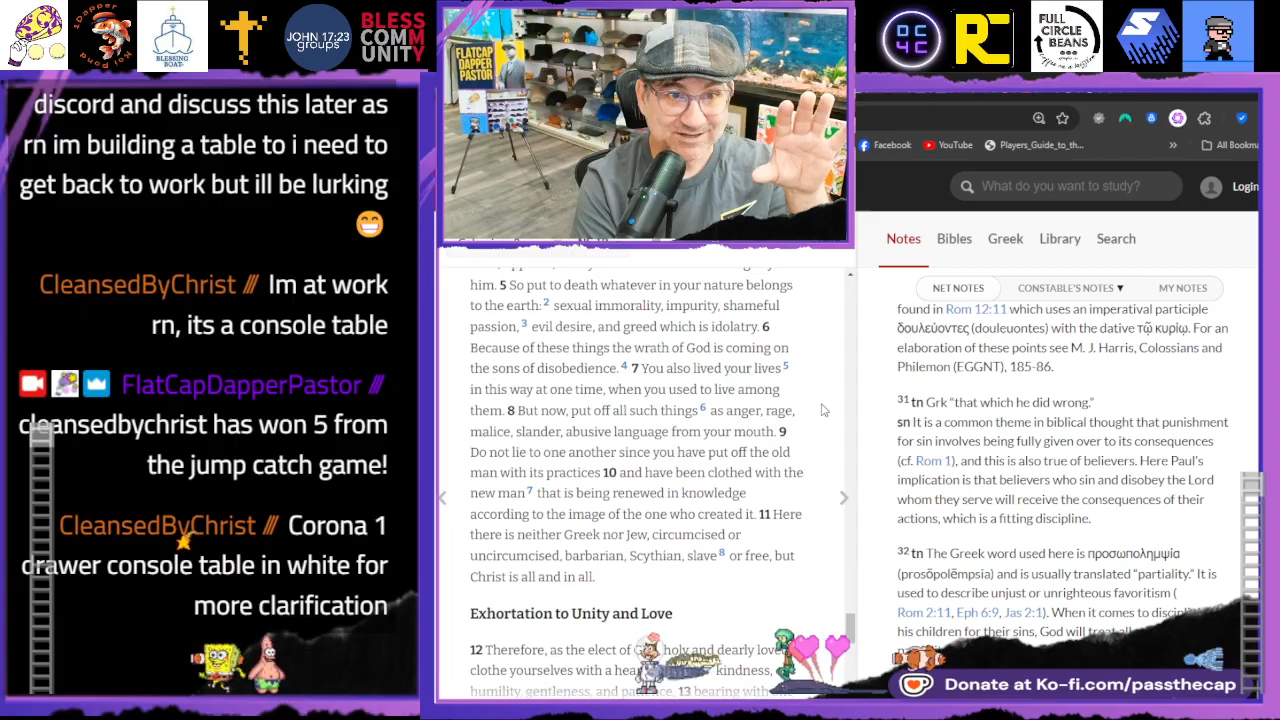 JOHN 17:23
groups
BLESSING BOAT
BLESS
COMM
UNITY
FLATCAP
DAPPER
PASTOR
OC
4C
RC
FULL
CIRCLE
BEANS
discord and discuss this later as
rn im building a table to i need to
get back to work but ill be lurking
😁
CleansedByChrist /// Im at work
rn, its a console table
FlatCapDapperPastor ///
cleansedbychrist has won 5 from
the jump catch game!
CleansedByChrist /// Corona 1
drawer console table in white for
more clarification
him. 5 So put to death whatever in your nature belongs
to the earth:2 sexual immorality, impurity, shameful
passion,3 evil desire, and greed which is idolatry. 6
Because of these things the wrath of God is coming on
the sons of disobedience.4 7 You also lived your lives5
in this way at one time, when you used to live among
them. 8 But now, put off all such things6 as anger, rage,
malice, slander, abusive language from your mouth. 9
Do not lie to one another since you have put off the old
man with its practices 10 and have been clothed with the
new man7 that is being renewed in knowledge
according to the image of the one who created it. 11 Here
there is neither Greek nor Jew, circumcised or
uncircumcised, barbarian, Scythian, slave8 or free, but
Christ is all and in all.
Exhortation to Unity and Love
12 Therefore, as the elect of holy and dearly loved
clothe yourselves with a kindness,
humility, gentleness, and patience, 13 bearing with
Facebook YouTube Players_Guide_to_th... » All Bookma
What do you want to study? Login
Notes Bibles Greek Library Search
NET NOTES CONSTABLE'S NOTES ▼ MY NOTES
found in Rom 12:11 which uses an imperatival participle
δουλεύοντες (douleuontes) with the dative τῷ κυρίῳ. For an
elaboration of these points see M. J. Harris, Colossians and
Philemon (EGGNT), 185-86.
31 tn Grk “that which he did wrong.”
sn It is a common theme in biblical thought that punishment
for sin involves being fully given over to its consequences
(cf. Rom 1), and this is also true of believers. Here Paul's
implication is that believers who sin and disobey the Lord
whom they serve will receive the consequences of their
actions, which is a fitting discipline.
32 tn The Greek word used here is προσωπολημψία
(prosōpolēmpsia) and is usually translated “partiality.” It is
used to describe unjust or unrighteous favoritism (
Rom 2:11, Eph 6:9, Jas 2:1). When it comes to
his children for their sins, God will treat
Donate at Ko-fi.com/passthecap